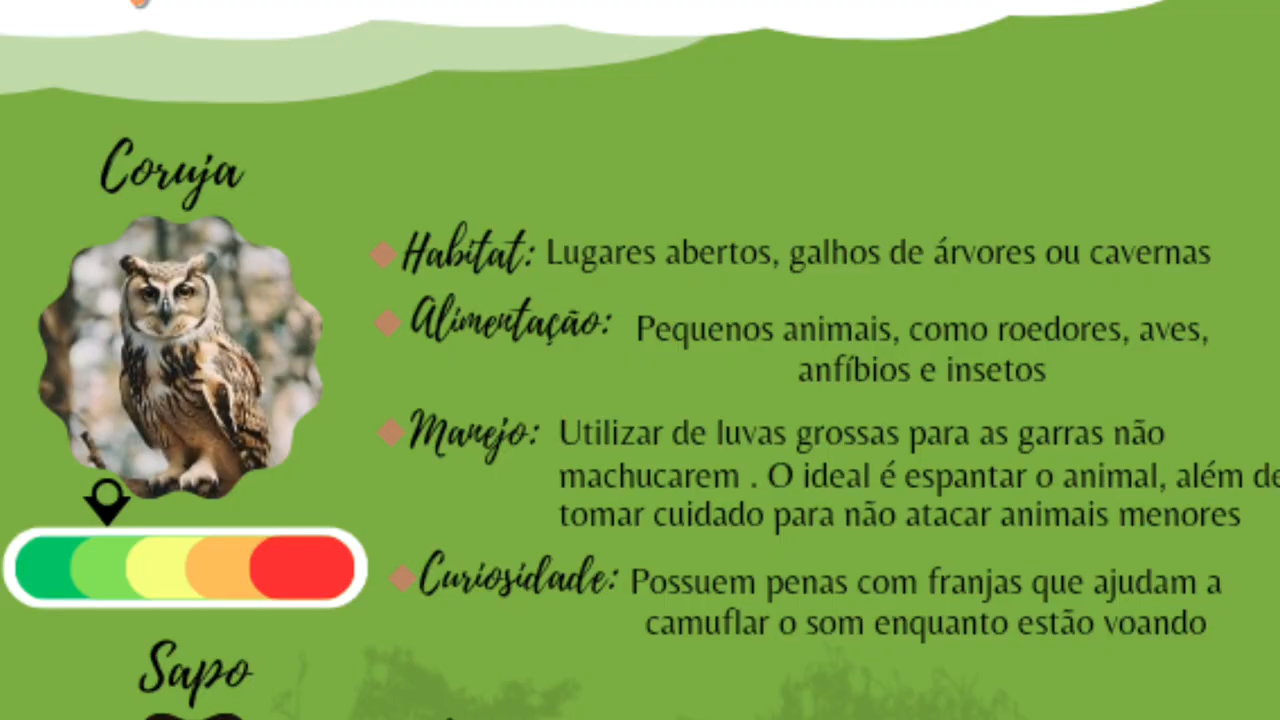 Coruja
Habitat: Lugares abertos, galhos de árvores ou cavernas
Alimentação: Pequenos animais, como roedores, aves,
anfíbios e insetos
Manejo: Utilizar de luvas grossas para as garras não
machucarem . O ideal é espantar o animal, além de
tomar cuidado para não atacar animais menores
Curiosidade: Possuem penas com franjas que ajudam a
camuflar o som enquanto estão voando
Sapo